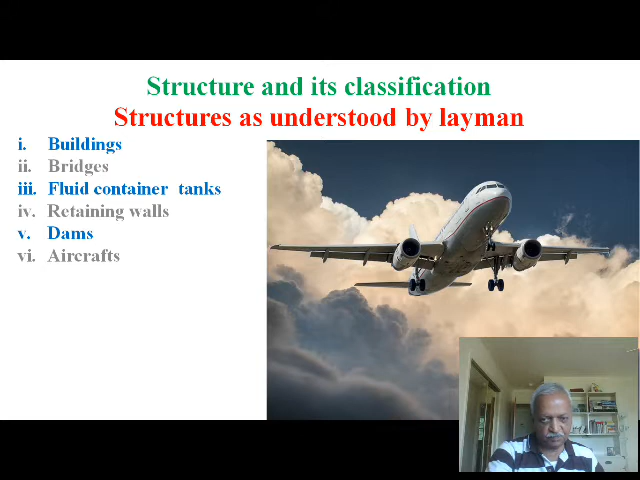 Structure and its classification
Structures as understood by layman
i. Buildings
ii. Bridges
iii. Fluid container tanks
iv. Retaining walls
v. Dams
vi. Aircrafts